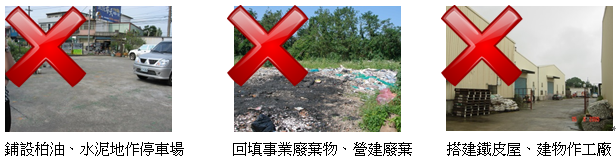 鋪設柏油、水泥地作停車場
回填事業廢棄物、營建廢棄
搭建鐵皮屋、建物作工廠